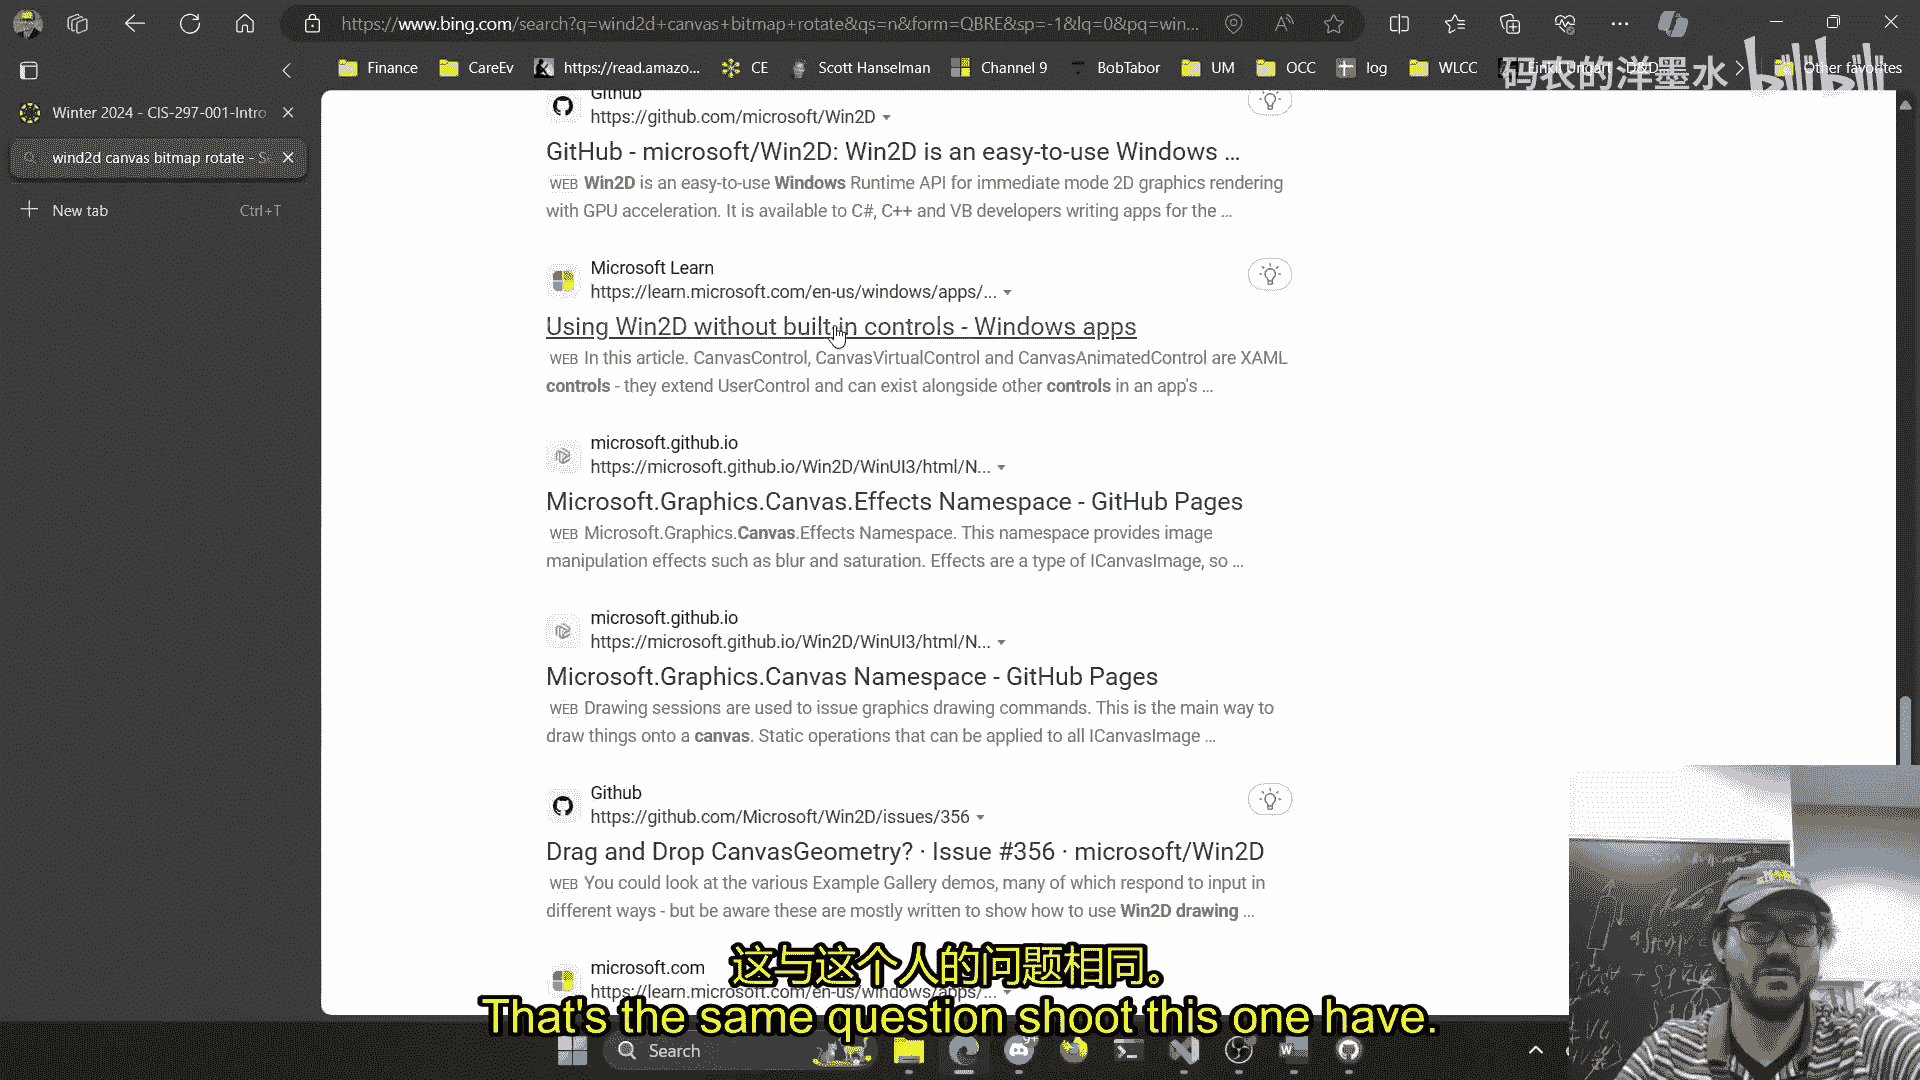 https://www.bing.com/search?q=wind2d+canvas+bitmap+rotate&qs=n&form=QBRE&sp=-1&lq=0&pq=win...
Finance
CareEv
https://read.amazo...
CE
Scott Hanselman
Channel 9
BobTabor
UM
OCC
log
WLCC
Other favorites
码农的洋墨水
bilibili
Winter 2024 - CIS-297-001-Intro
wind2d canvas bitmap rotate - Se
New tab
Ctrl+T
Github
https://github.com/microsoft/Win2D
GitHub - microsoft/Win2D: Win2D is an easy-to-use Windows ...
WEB Win2D is an easy-to-use Windows Runtime API for immediate mode 2D graphics rendering
with GPU acceleration. It is available to C#, C++ and VB developers writing apps for the ...
Microsoft Learn
https://learn.microsoft.com/en-us/windows/apps/...
Using Win2D without built in controls - Windows apps
WEB In this article. CanvasControl, CanvasVirtualControl and CanvasAnimatedControl are XAML
controls - they extend UserControl and can exist alongside other controls in an app's ...
microsoft.github.io
https://microsoft.github.io/Win2D/WinUI3/html/N...
Microsoft.Graphics.Canvas.Effects Namespace - GitHub Pages
WEB Microsoft.Graphics.Canvas.Effects Namespace. This namespace provides image
manipulation effects such as blur and saturation. Effects are a type of ICanvasImage, so ...
microsoft.github.io
https://microsoft.github.io/Win2D/WinUI3/html/N...
Microsoft.Graphics.Canvas Namespace - GitHub Pages
WEB Drawing sessions are used to issue graphics drawing commands. This is the main way to
draw things onto a canvas. Static operations that can be applied to all ICanvasImage ...
Github
https://github.com/Microsoft/Win2D/issues/356
Drag and Drop CanvasGeometry? · Issue #356 · microsoft/Win2D
WEB You could look at the various Example Gallery demos, many of which respond to input in
different ways - but be aware these are mostly written to show how to use Win2D drawing ...
microsoft.com
https://learn.microsoft.com/en-us/windows/apps/...
这与这个人的问题相同。
That's the same question shoot this one have.
Search